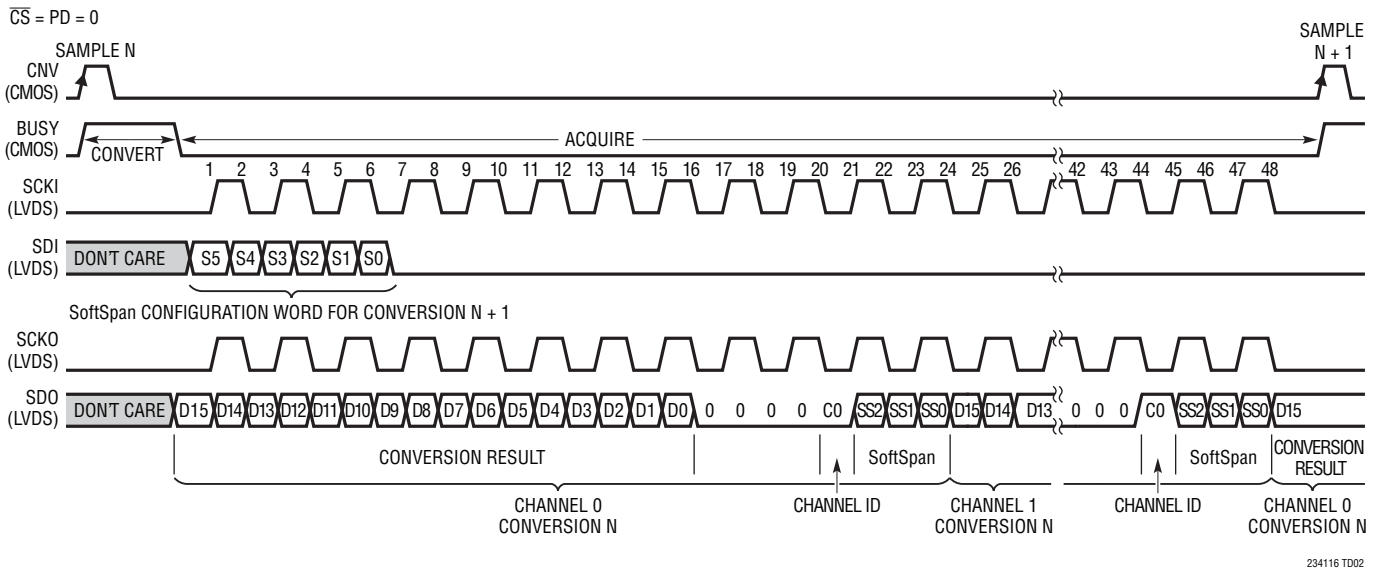 CS = PD = 0
SAMPLE N
SAMPLE
N + 1
CNV
(CMOS)
BUSY
(CMOS)
CONVERT
ACQUIRE
1 2 3 4 5 6 7 8 9 10 11 12 13 14 15 16 17 18 19 20 21 22 23 24 25 26 42 43 44 45 46 47 48
SCKI
(LVDS)
SDI
(LVDS)
DON'T CARE S5 S4 S3 S2 S1 S0
SoftSpan CONFIGURATION WORD FOR CONVERSION N + 1
SCKO
(LVDS)
SDO
(LVDS)
DON'T CARE D15 D14 D13 D12 D11 D10 D9 D8 D7 D6 D5 D4 D3 D2 D1 D0 0 0 0 0 C0 SS2 SS1 SS0 D15 D14 D13 0 0 0 C0 SS2 SS1 SS0 D15
CONVERSION RESULT
SoftSpan
SoftSpan
CONVERSION
RESULT
CHANNEL 0
CONVERSION N
CHANNEL ID
CHANNEL 1
CONVERSION N
CHANNEL ID
CHANNEL 0
CONVERSION N
234116 TD02